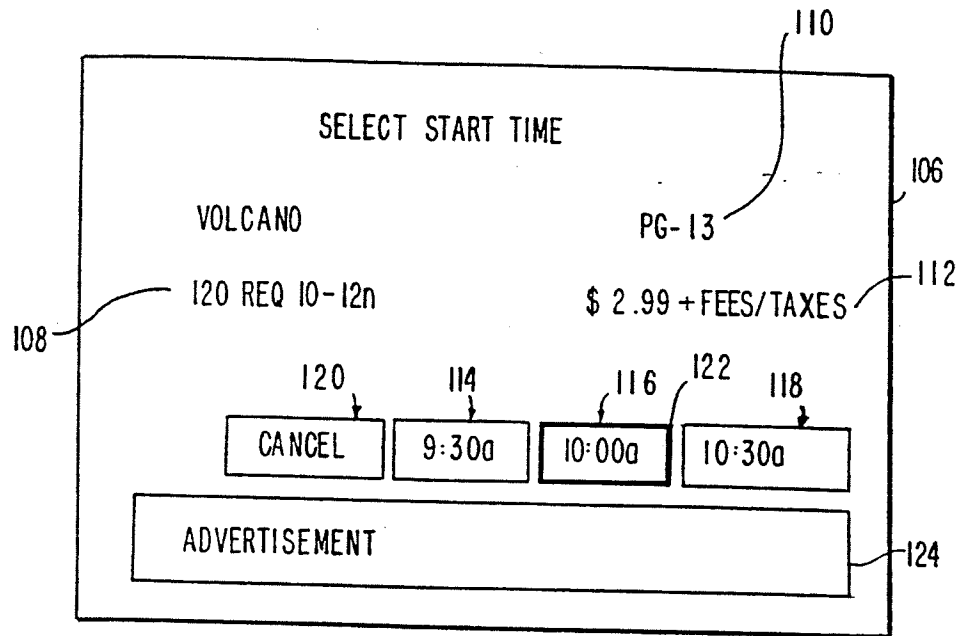 110
SELECT START TIME
106
VOLCANO PG-13
120 REQ 10-12n $ 2.99 + FEES/TAXES 112
108
120 114 116 122 118
CANCEL 9:30a 10:00a 10:30a
ADVERTISEMENT
124